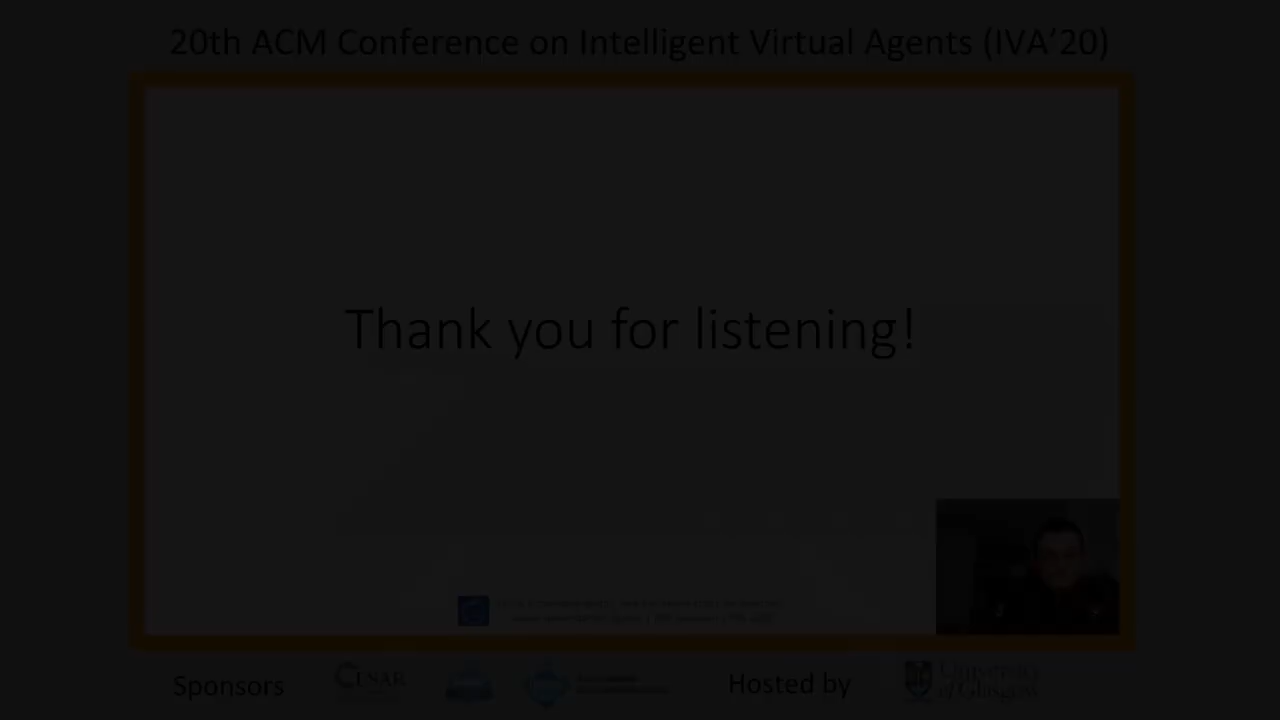 20th ACM Conference on Intelligent Virtual Agents (IVA'20)
Thank you for listening!
Sponsors
CESAR
Hosted by
University
of Glasgow